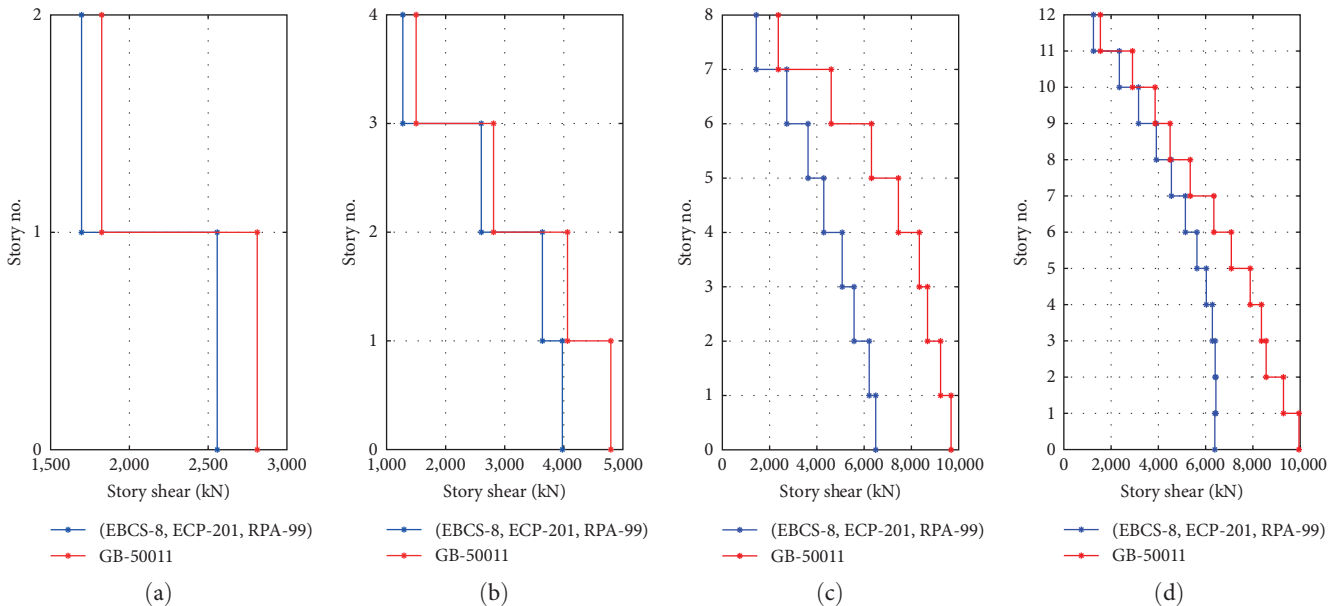 2
1
0
Story no.
1,500
2,000
2,500
3,000
Story shear (kN)
(EBCS-8, ECP-201, RPA-99)
GB-50011
(a)
4
3
2
1
0
Story no.
1,000
2,000
3,000
4,000
5,000
Story shear (kN)
(EBCS-8, ECP-201, RPA-99)
GB-50011
(b)
8
7
6
5
4
3
2
1
0
Story no.
0
2,000
4,000
6,000
8,000
10,000
Story shear (kN)
(EBCS-8, ECP-201, RPA-99)
GB-50011
(c)
12
11
10
9
8
7
6
5
4
3
2
1
0
Story no.
0
2,000
4,000
6,000
8,000
10,000
Story shear (kN)
(EBCS-8, ECP-201, RPA-99)
GB-50011
(d)